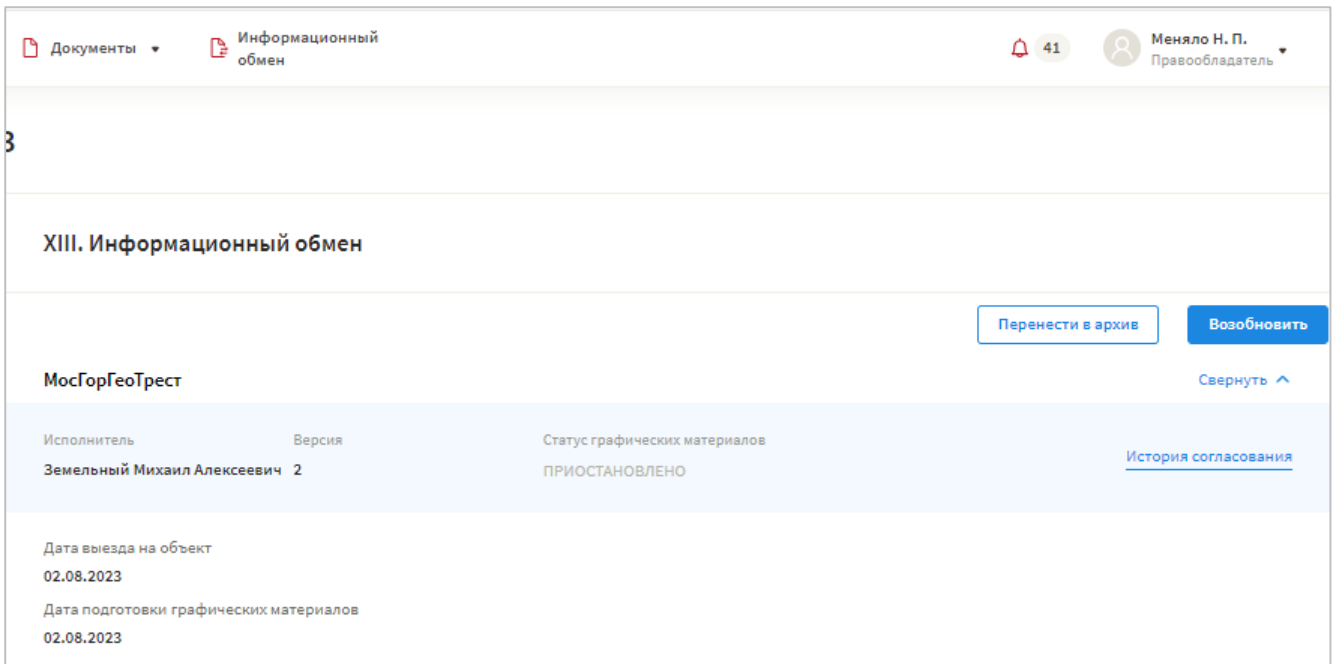 Документы
Информационный
обмен
41
Меняло Н. П.
Правообладатель
XIII. Информационный обмен
Перенести в архив
Возобновить
МосГорГеоТрест
Свернуть
Исполнитель
Версия
Статус графических материалов
Земельный Михаил Алексеевич
2
ПРИОСТАНОВЛЕНО
История согласования
Дата выезда на объект
02.08.2023
Дата подготовки графических материалов
02.08.2023